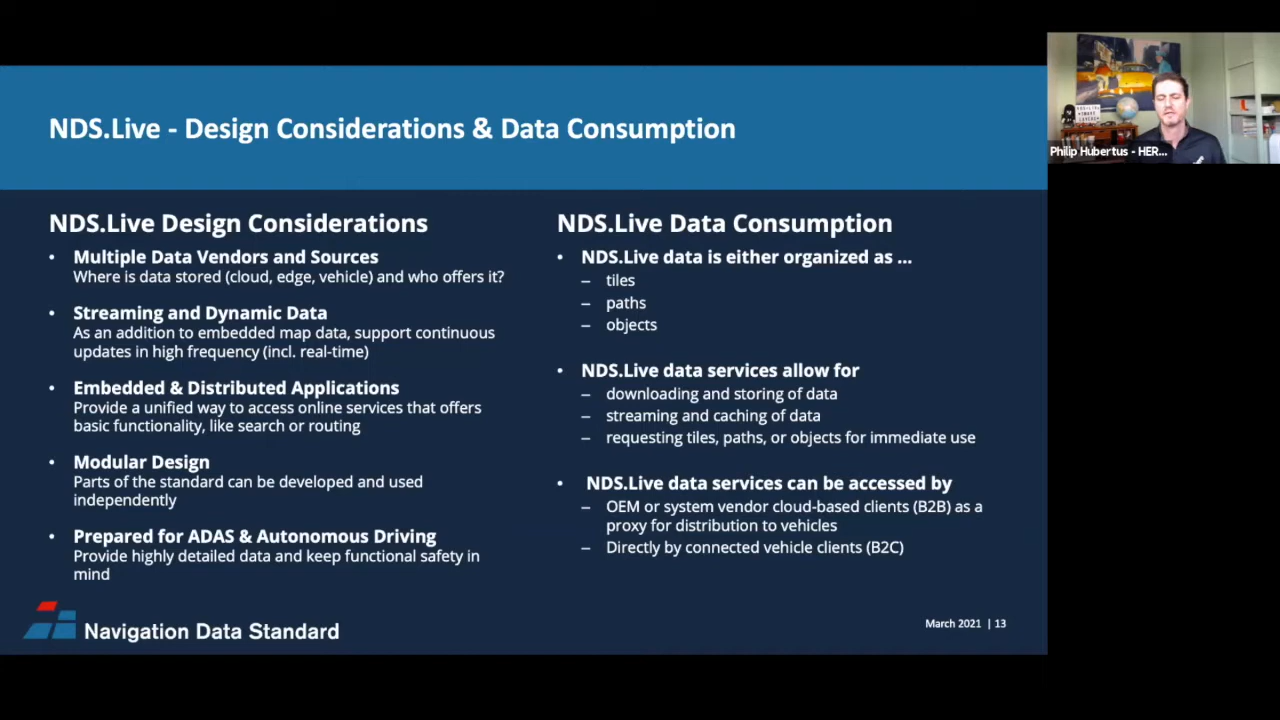 NDS.Live - Design Considerations & Data Consumption
NDS.Live Design Considerations
• Multiple Data Vendors and Sources
Where is data stored (cloud, edge, vehicle) and who offers it?
• Streaming and Dynamic Data
As an addition to embedded map data, support continuous
updates in high frequency (incl. real-time)
• Embedded & Distributed Applications
Provide a unified way to access online services that offers
basic functionality, like search or routing
• Modular Design
Parts of the standard can be developed and used
independently
• Prepared for ADAS & Autonomous Driving
Provide highly detailed data and keep functional safety in
mind
NDS.Live Data Consumption
• NDS.Live data is either organized as ...
– tiles
– paths
– objects
• NDS.Live data services allow for
– downloading and storing of data
– streaming and caching of data
– requesting tiles, paths, or objects for immediate use
• NDS.Live data services can be accessed by
– OEM or system vendor cloud-based clients (B2B) as a
proxy for distribution to vehicles
– Directly by connected vehicle clients (B2C)
Navigation Data Standard
March 2021 | 13
Philip Hubertus - HER...